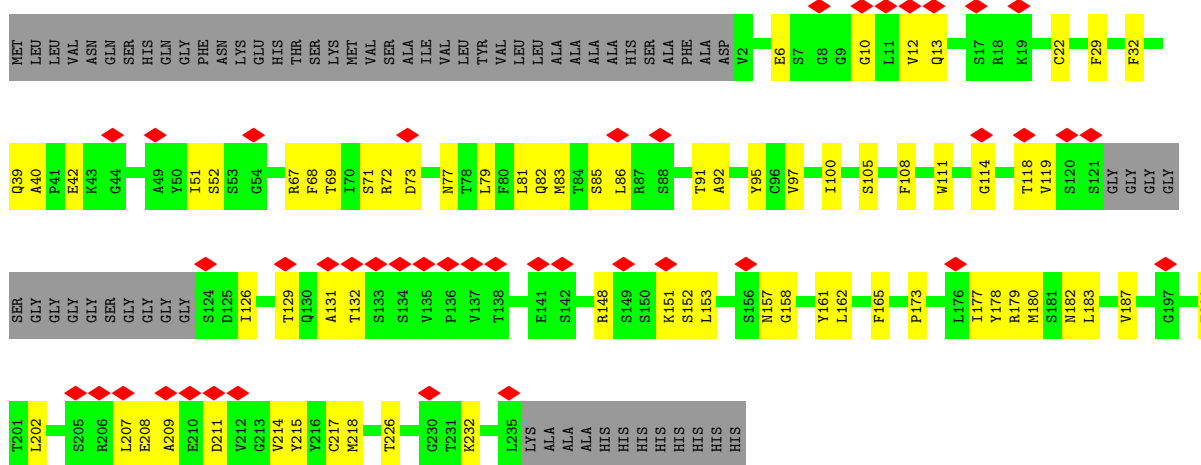 MET LEU LEU VAL ASN GLN SER HIS GLN GLY PHE ASN LYS GLU HIS THR SER LYS MET VAL SER ALA ILE VAL LEU TYR VAL LEU LEU ALA ALA ALA ALA HIS SER ALA PHE ALA ASP V2 E6 S7 G8 G9 G10 L11 V12 Q13 S17 R18 K19 C22 F29 F32
Q39 A40 P41 E42 K43 G44 A49 Y50 I51 S52 S53 G54 R67 F68 T69 I70 S71 R72 D73 N77 T78 L79 F80 L81 Q82 M83 T84 S85 L86 R87 S88 T91 A92 Y95 C96 V97 I100 S105 F108 W111 G114 T118 V119 S120 S121 GLY GLY GLY GLY
SER GLY GLY GLY GLY SER GLY GLY GLY GLY S124 D125 I126 T129 Q130 A131 T132 S133 S134 V135 P136 V137 T138 E141 S142 R148 S149 S150 K151 S152 L153 S156 N157 G158 Y161 L162 F165 P173 L176 I177 Y178 R179 M180 S181 N182 L183 V187 G197
T201 L202 S205 R206 L207 E208 A209 E210 D211 V212 G213 V214 Y215 Y216 C217 M218 T226 G230 T231 K232 L235 LYS ALA ALA ALA HIS HIS HIS HIS HIS HIS HIS HIS